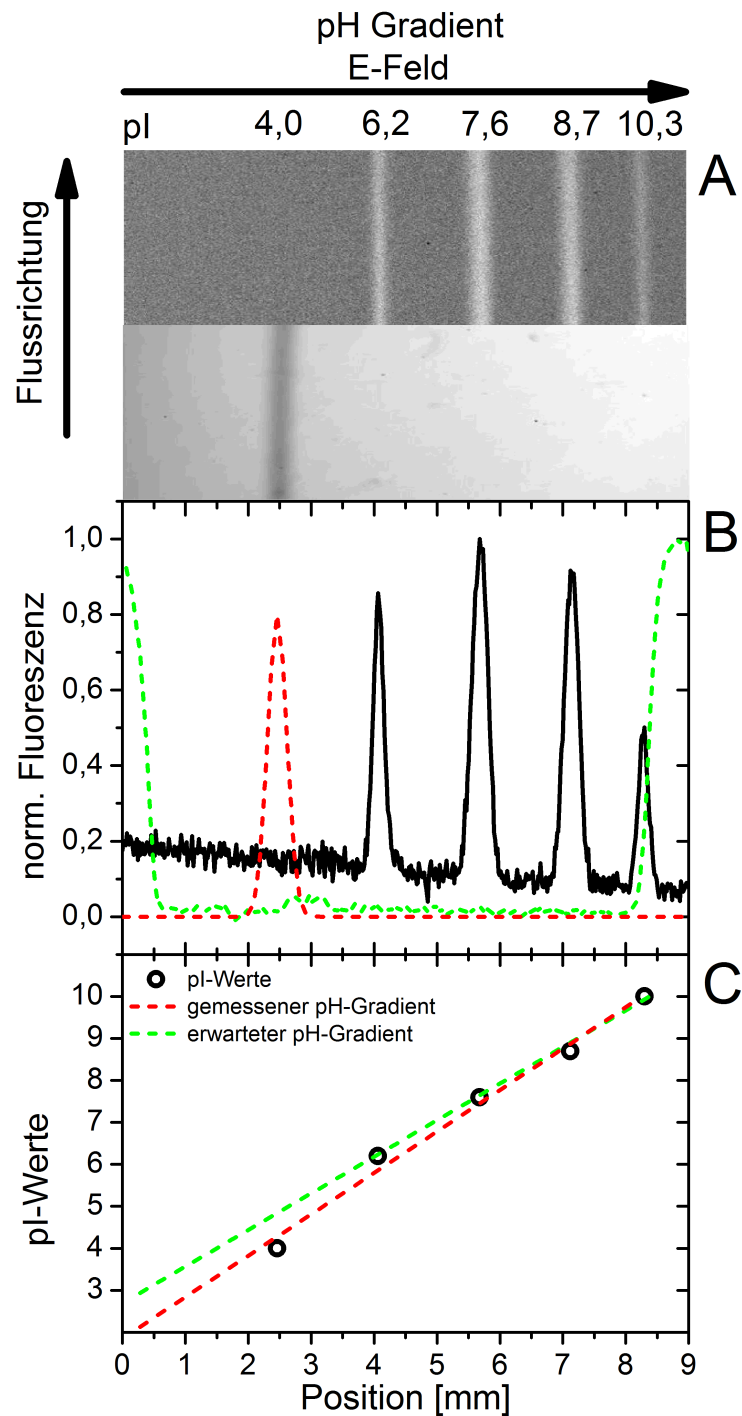 pH Gradient
E-Feld
pI 4,0 6,2 7,6 8,7 10,3
A
Flussrichtung
B
1,0
0,8
0,6
0,4
0,2
0,0
norm. Fluoreszenz
C
pI-Werte
gemessener pH-Gradient
erwarteter pH-Gradient
10
9
8
7
6
5
4
3
pI-Werte
0 1 2 3 4 5 6 7 8 9
Position [mm]